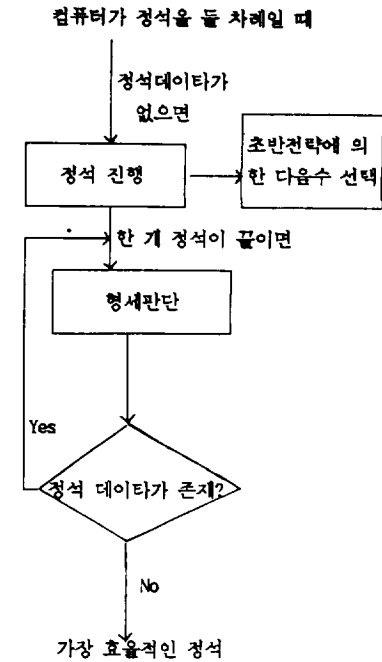 컴퓨터가 정석을 둘 차례일 때
정석데이타가
없으면
정석 진행
초반전략에 의
한 다음수 선택
한 개 정석이 끝이면
형세판단
Yes
정석 데이타가 존재?
No
가장 효율적인 정석